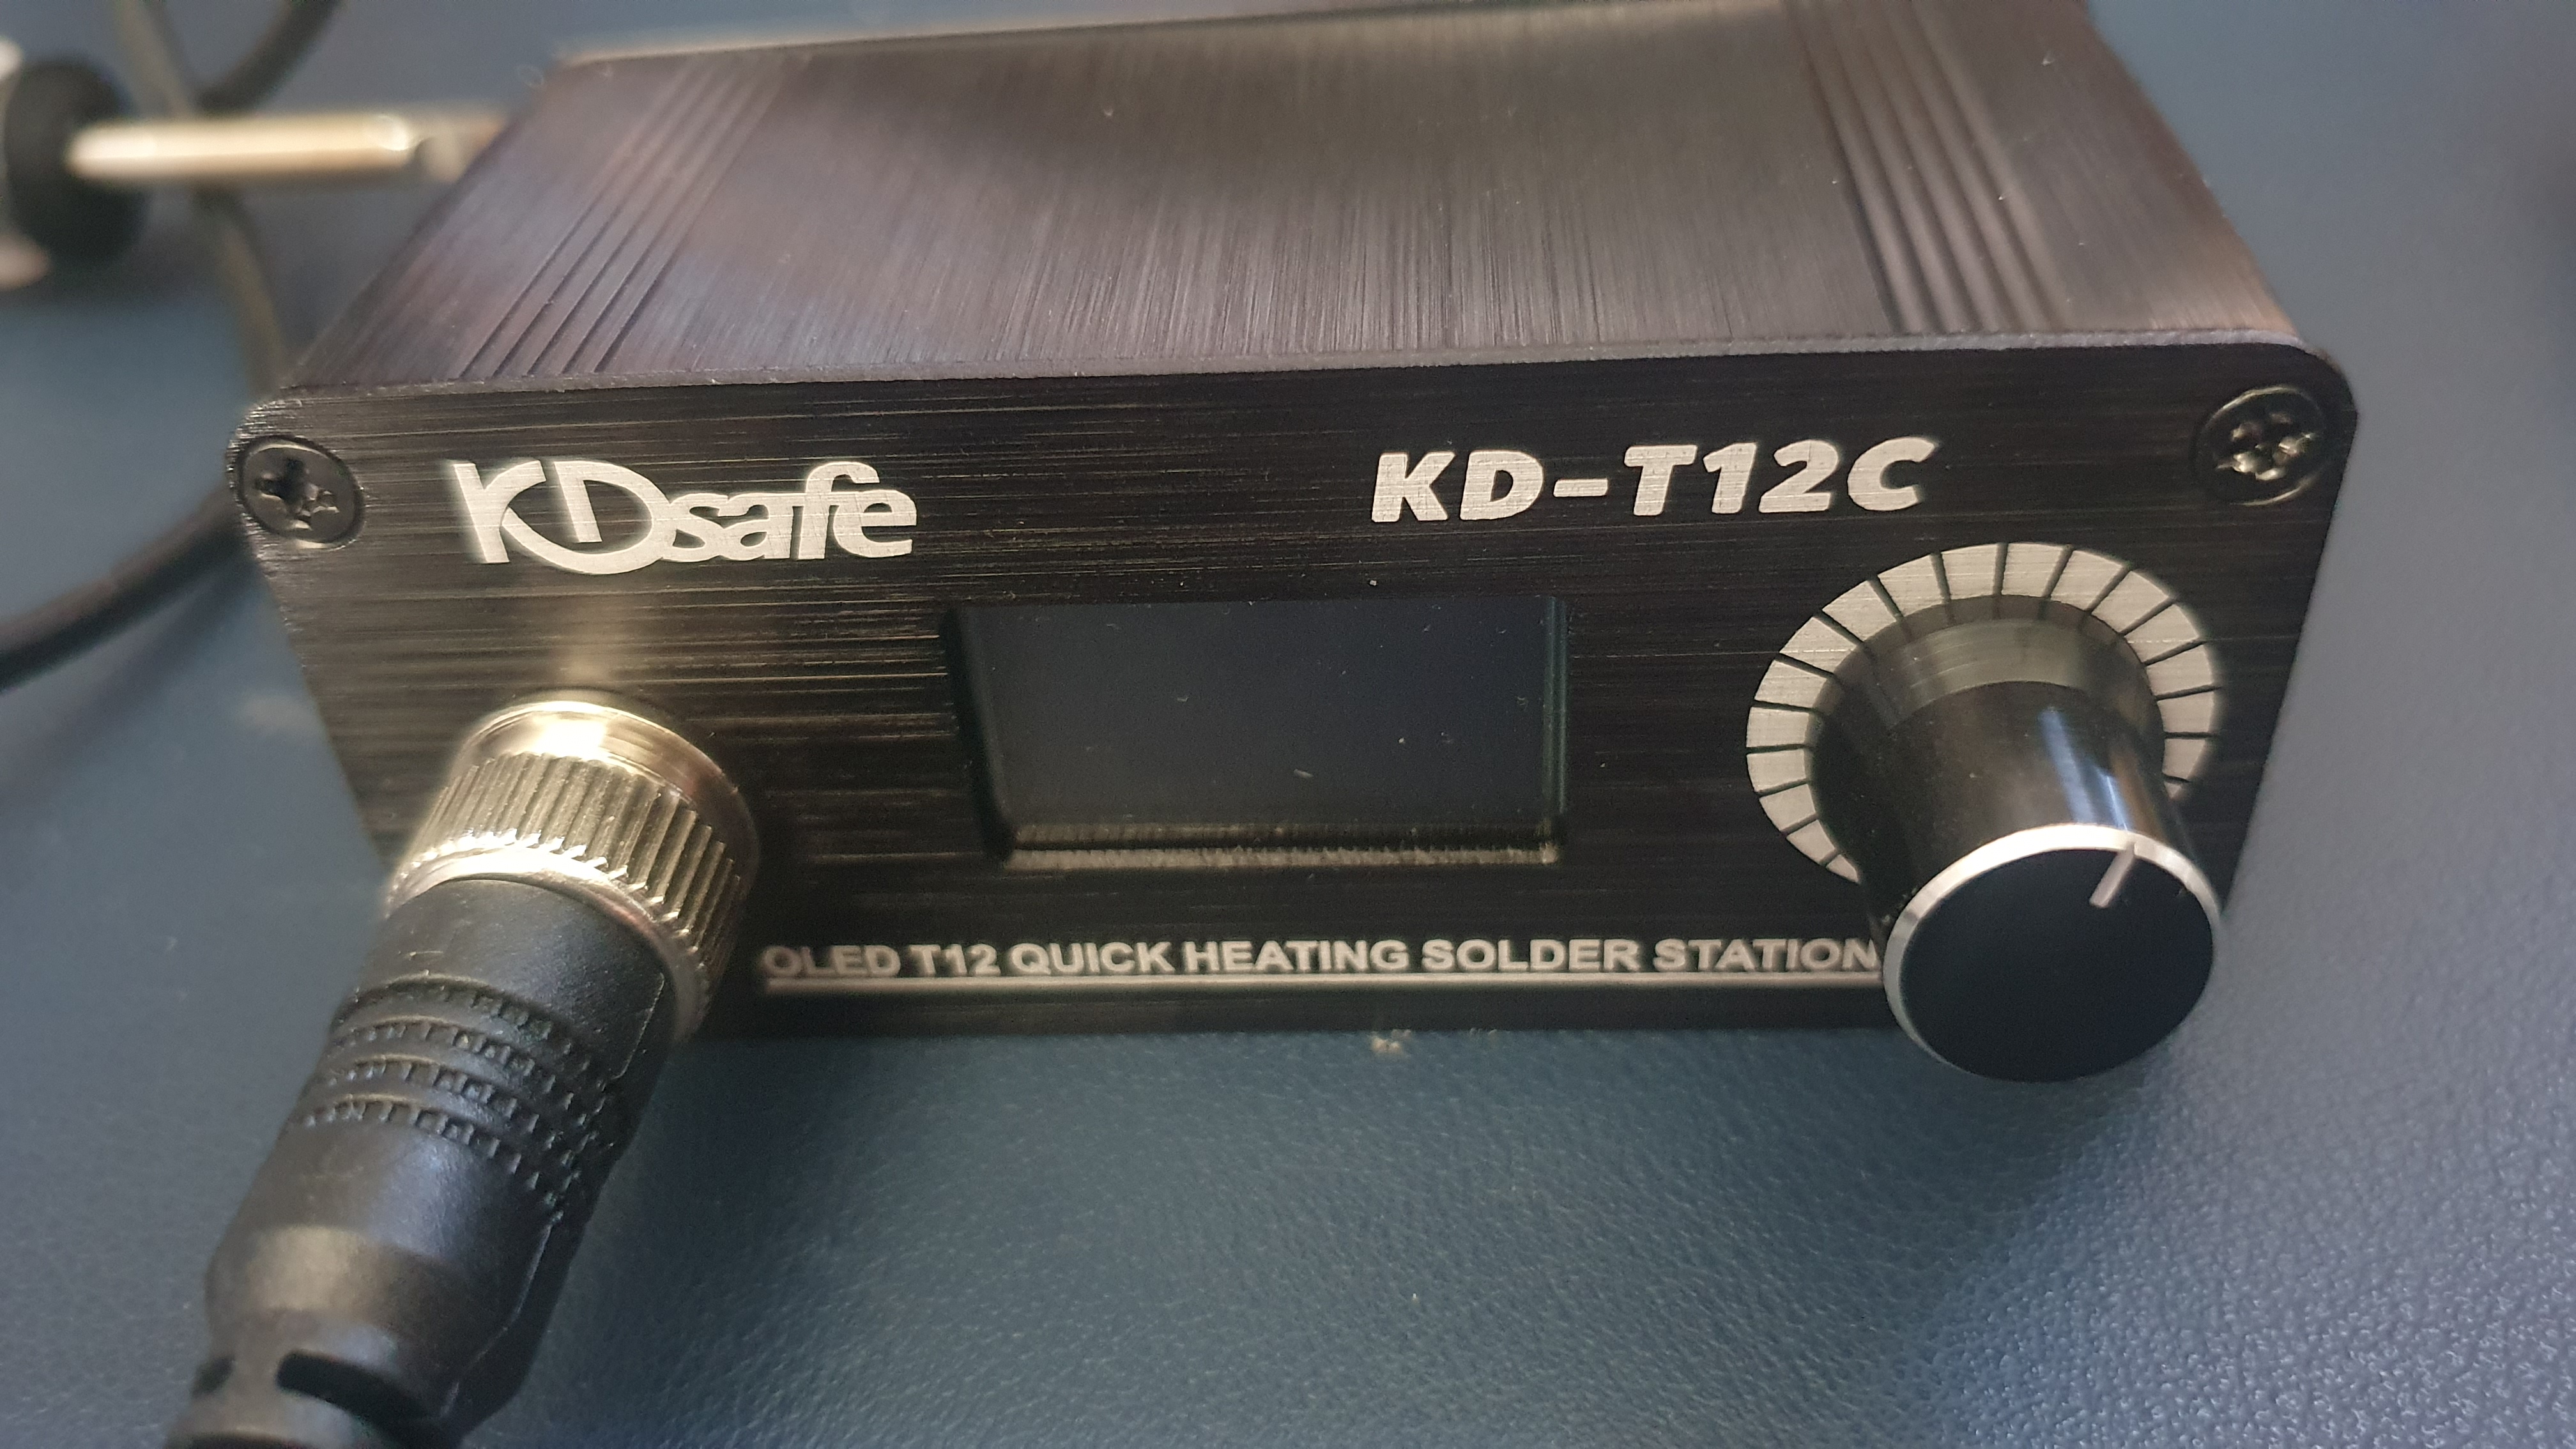 KDsafe
KD-T12C
OLED T12 QUICK HEATING SOLDER STATION